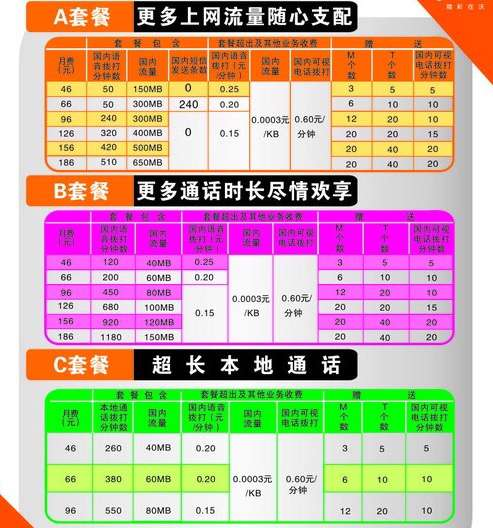 精彩在沃
A套餐 更多上网流量随心支配
月费(元) 套餐包含 套餐超出及其他业务收费 赠送
国内语音拨打分钟数 国内流量 国内短信发送条数 国内语音拨打(元/分钟) 国内流量 国内可视电话拨打 M个数 T个数 国内可视电话拨打分钟数
46 50 150MB 0 0.25 0.0003元/KB 0.60元/分钟 3 5 5
66 50 300MB 240 0.20 6 10 10
96 240 300MB 0 0.15 12 20 10
126 320 400MB 20 20 15
156 420 500MB 20 40 20
186 510 650MB 20 40 20
B套餐 更多通话时长尽情欢享
月费(元) 套餐包含 套餐超出及其他业务收费 赠送
国内语音拨打分钟数 国内流量 国内语音拨打(元/分钟) 国内流量 国内可视电话拨打 M个数 T个数 国内可视电话拨打分钟数
46 120 40MB 0.25 0.0003元/KB 0.60元/分钟 3 5 5
66 200 60MB 0.20 6 10 10
96 450 80MB 0.15 12 20 10
126 680 100MB 20 20 15
156 920 120MB 20 40 20
186 1180 150MB 20 40 20
C套餐 超长本地通话
月费(元) 套餐包含 套餐超出及其他业务收费 赠送
本地通话拨打分钟数 国内流量 国内语音拨打(元/分钟) 国内流量 国内可视电话拨打 M个数 T个数 国内可视电话拨打分钟数
46 260 40MB 0.20 0.0003元/KB 0.60元/分钟 3 5 5
66 380 60MB 0.20 6 10 10
96 550 80MB 0.15 12 20 10